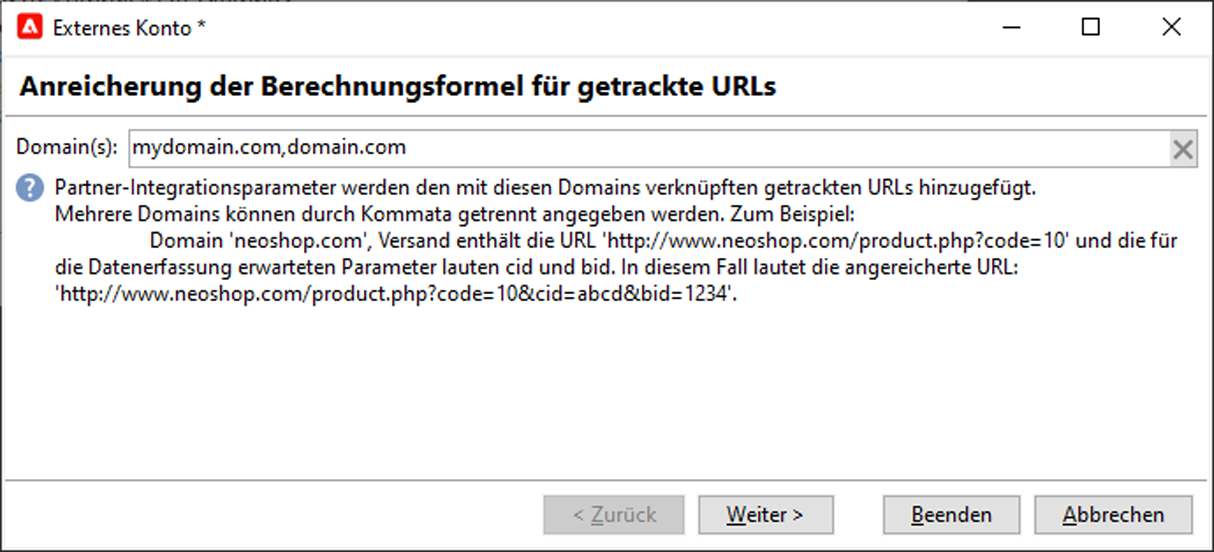 Externes Konto *
Anreicherung der Berechnungsformel für getrackte URLs
Domain(s): mydomain.com,domain.com
Partner-Integrationsparameter werden den mit diesen Domains verknüpften getrackten URLs hinzugefügt.
Mehrere Domains können durch Kommata getrennt angegeben werden. Zum Beispiel:
Domain 'neoshop.com', Versand enthält die URL 'http://www.neoshop.com/product.php?code=10' und die für
die Datenerfassung erwarteten Parameter lauten cid und bid. In diesem Fall lautet die angereicherte URL:
'http://www.neoshop.com/product.php?code=10&cid=abcd&bid=1234'.
< Zurück Weiter > Beenden Abbrechen